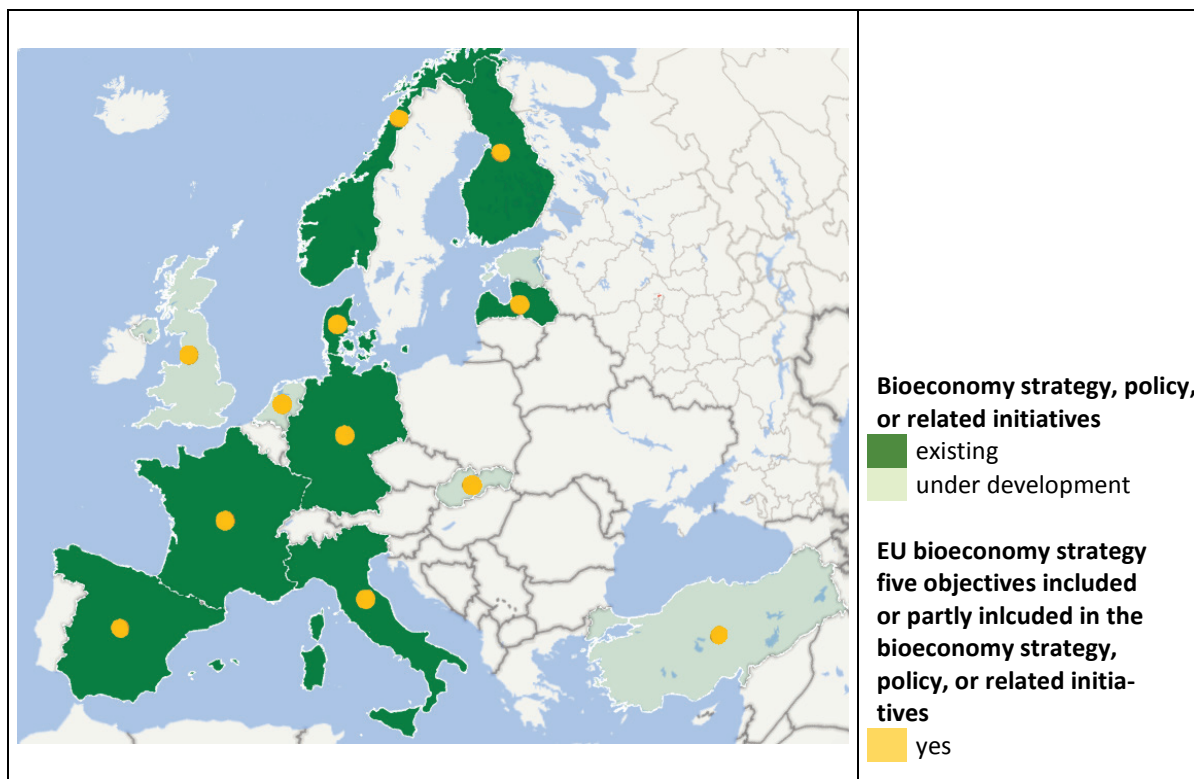 Bioeconomy strategy, policy,
or related initiatives
existing
under development
EU bioeconomy strategy
five objectives included
or partly inlcuded in the
bioeconomy strategy,
policy, or related initia-
tives
yes